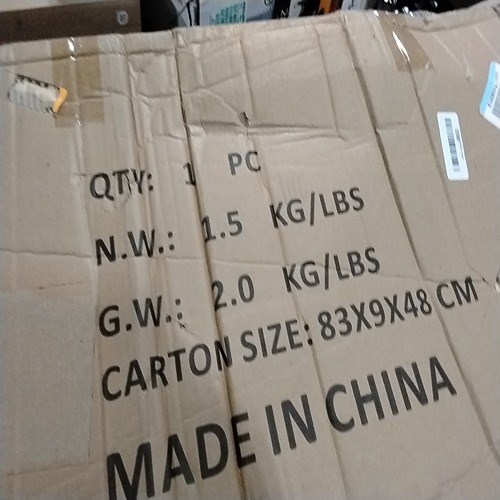 QTY: 1 PC
N.W.: 1.5 KG/LBS
G.W.: 2.0 KG/LBS
CARTON SIZE: 83X9X48 CM
MADE IN CHINA